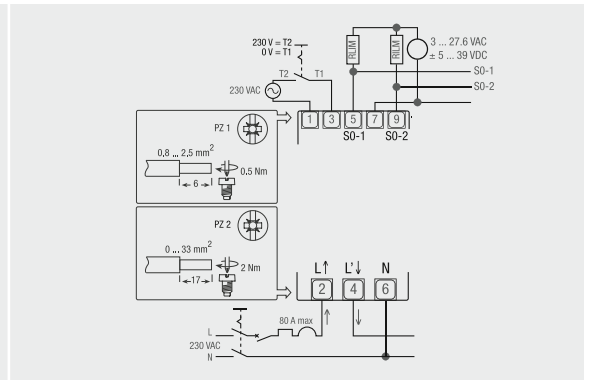 230 V = T2
0 V = T1
T2 T1
230 VAC
RLIM
RILM
3 ... 27.6 VAC
± 5 ... 39 VDC
S0-1
S0-2
1 3 5 7 9
S0-1 S0-2
PZ 1
0,8 ... 2,5 mm²
6
0.5 Nm
PZ 2
0 ... 33 mm²
17
2 Nm
L↑ L'↓ N
2 4 6
80 A max
L
230 VAC
N